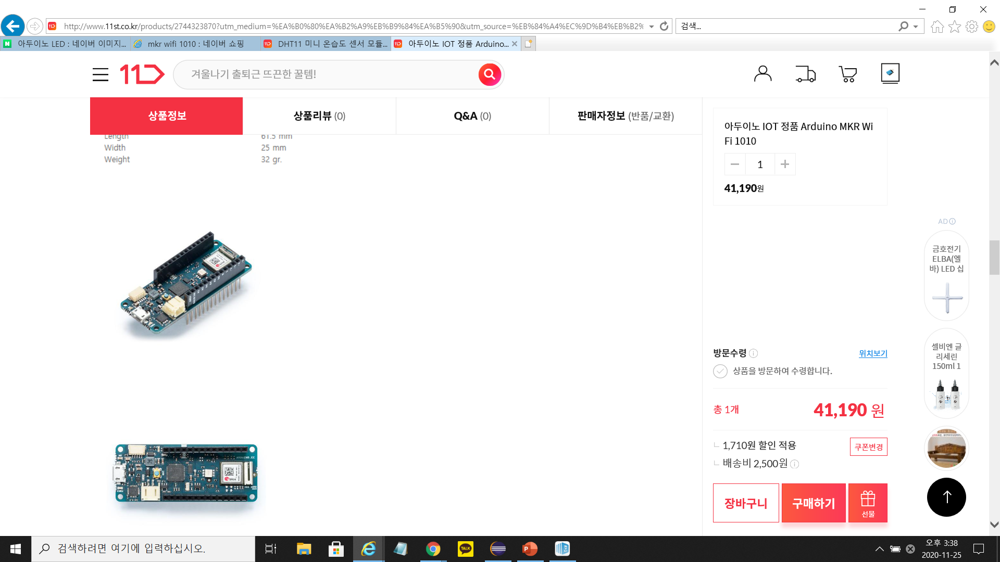 http://www.11st.co.kr/products/2744323870?utm_medium=%EA%B0%80%EA%B2%A9%EB%B9%84%EA%B5%90&utm_source=%EB%84%A4%EC%9D%B4%EB%B2%
검색...
아두이노 LED : 네이버 이미지...
mkr wifi 1010 : 네이버 쇼핑
DHT11 미니 온습도 센서 모듈...
아두이노 IOT 정품 Arduino...
겨울나기 출퇴근 뜨끈한 꿀템!
상품정보
상품리뷰 (0)
Q&A (0)
판매자정보 (반품/교환)
Length 61.5 mm
Width 25 mm
Weight 32 gr.
아두이노 IOT 정품 Arduino MKR Wi
Fi 1010
1
41,190원
방문수령
위치보기
상품을 방문하여 수령합니다.
총 1개
41,190 원
1,710원 할인 적용
쿠폰변경
배송비 2,500원
장바구니
구매하기
선물
AD
금호전기
ELBA(엘
바) LED 십
셀비엔 글
리세린
150ml 1
검색하려면 여기에 입력하십시오.
TALK
오후 3:38
2020-11-25